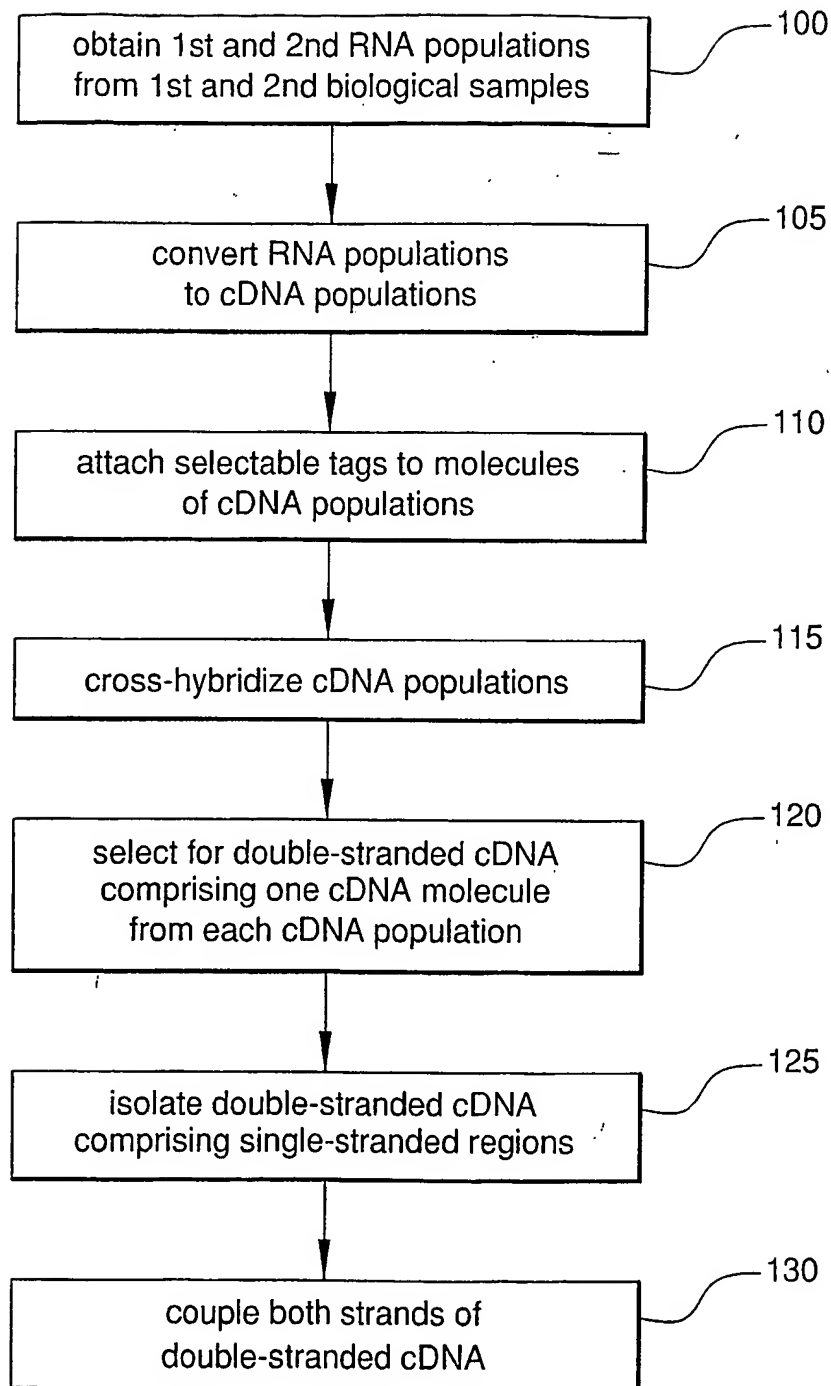 100
obtain 1st and 2nd RNA populations
from 1st and 2nd biological samples
105
convert RNA populations
to cDNA populations
110
attach selectable tags to molecules
of cDNA populations
115
cross-hybridize cDNA populations
120
select for double-stranded cDNA
comprising one cDNA molecule
from each cDNA population
125
isolate double-stranded cDNA
comprising single-stranded regions
130
couple both strands of
double-stranded cDNA